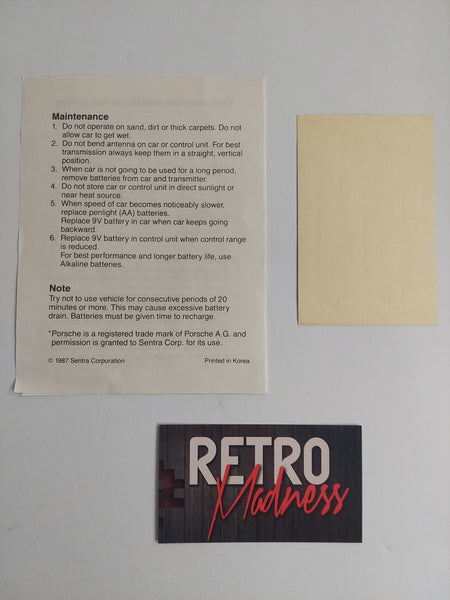 Maintenance
1. Do not operate on sand, dirt or thick carpets. Do not
allow car to get wet.
2. Do not bend antenna on car or control unit. For best
transmission always keep them in a straight, vertical
position.
3. When car is not going to be used for a long period,
remove batteries from car and transmitter.
4. Do not store car or control unit in direct sunlight or
near heat source.
5. When speed of car becomes noticeably slower,
replace penlight (AA) batteries.
Replace 9V battery in car when car keeps going
backward.
6. Replace 9V battery in control unit when control range
is reduced.
For best performance and longer battery life, use
Alkaline batteries.
Note
Try not to use vehicle for consecutive periods of 20
minutes or more. This may cause excessive battery
drain. Batteries must be given time to recharge.
*Porsche is a registered trade mark of Porsche A.G. and
permission is granted to Sentra Corp. for its use.
© 1987 Sentra Corporation Printed in Korea
RETRO
Madness